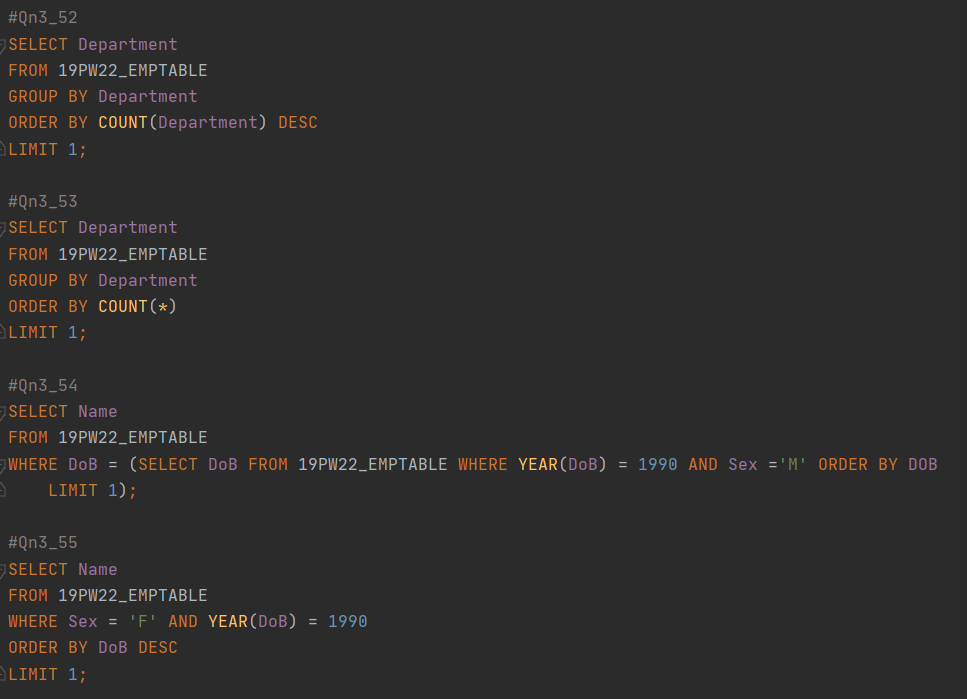 #Qn3_52
SELECT Department
FROM 19PW22_EMPTABLE
GROUP BY Department
ORDER BY COUNT(Department) DESC
LIMIT 1;
#Qn3_53
SELECT Department
FROM 19PW22_EMPTABLE
GROUP BY Department
ORDER BY COUNT(*)
LIMIT 1;
#Qn3_54
SELECT Name
FROM 19PW22_EMPTABLE
WHERE DoB = (SELECT DoB FROM 19PW22_EMPTABLE WHERE YEAR(DoB) = 1990 AND Sex ='M' ORDER BY DOB
    LIMIT 1);
#Qn3_55
SELECT Name
FROM 19PW22_EMPTABLE
WHERE Sex = 'F' AND YEAR(DoB) = 1990
ORDER BY DoB DESC
LIMIT 1;